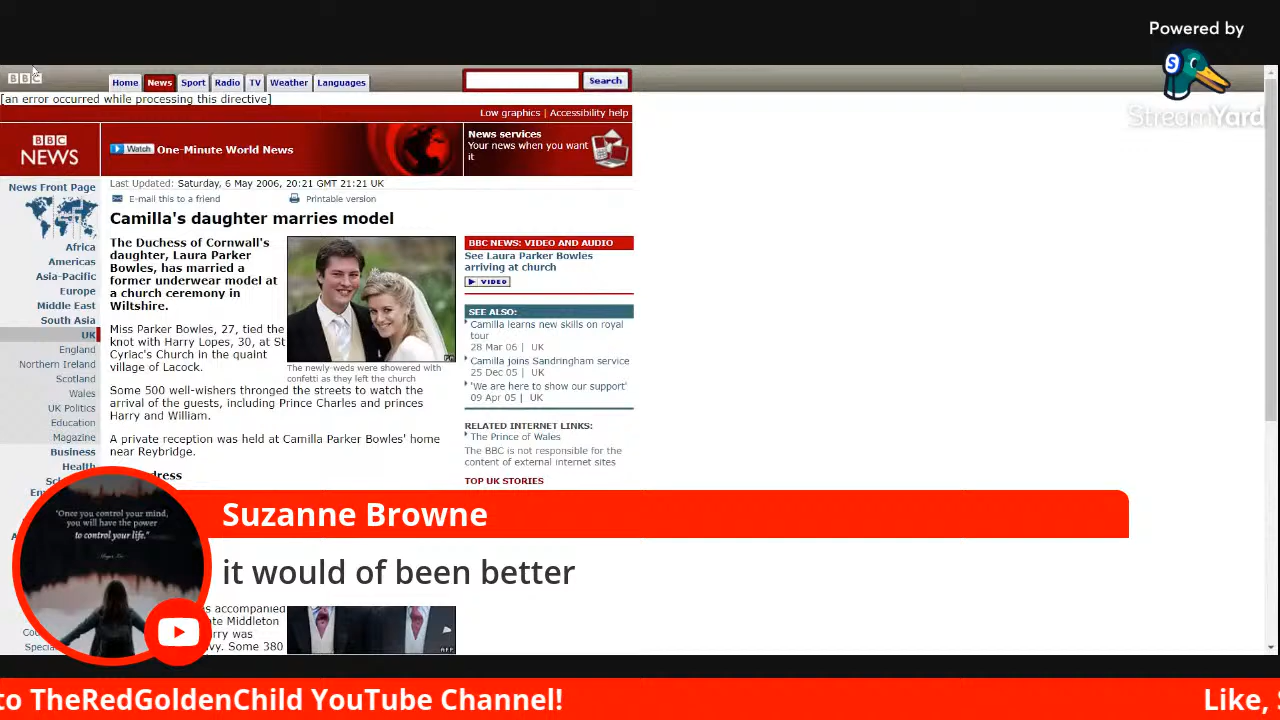 Powered by
StreamYard
BBC
Home News Sport Radio TV Weather Languages
Search
[an error occurred while processing this directive]
Low graphics | Accessibility help
BBC
NEWS
Watch One-Minute World News
News services
Your news when you want
it
News Front Page
Africa
Americas
Asia-Pacific
Europe
Middle East
South Asia
UK
England
Northern Ireland
Scotland
Wales
UK Politics
Education
Magazine
Business
Health
Last Updated: Saturday, 6 May 2006, 20:21 GMT 21:21 UK
E-mail this to a friend
Printable version
Camilla's daughter marries model
The Duchess of Cornwall's
daughter, Laura Parker
Bowles, has married a
former underwear model at
a church ceremony in
Wiltshire.
Miss Parker Bowles, 27, tied the
knot with Harry Lopes, 30, at St
Cyriac's Church in the quaint
village of Lacock.
The newly-weds were showered with
confetti as they left the church
Some 500 well-wishers thronged the streets to watch the
arrival of the guests, including Prince Charles and princes
Harry and William.
A private reception was held at Camilla Parker Bowles' home
near Reybridge.
BBC NEWS: VIDEO AND AUDIO
See Laura Parker Bowles
arriving at church
VIDEO
SEE ALSO:
Camilla learns new skills on royal
tour
28 Mar 06 | UK
Camilla joins Sandringham service
25 Dec 05 | UK
'We are here to show our support'
09 Apr 05 | UK
RELATED INTERNET LINKS:
The Prince of Wales
The BBC is not responsible for the
content of external internet sites
TOP UK STORIES
"Once you control your mind,
you will have the power
to control your life."
Suzanne Browne
it would of been better
accompanied
Middleton
was
Some 380
AFP
to TheRedGoldenChild YouTube Channel!
Like,